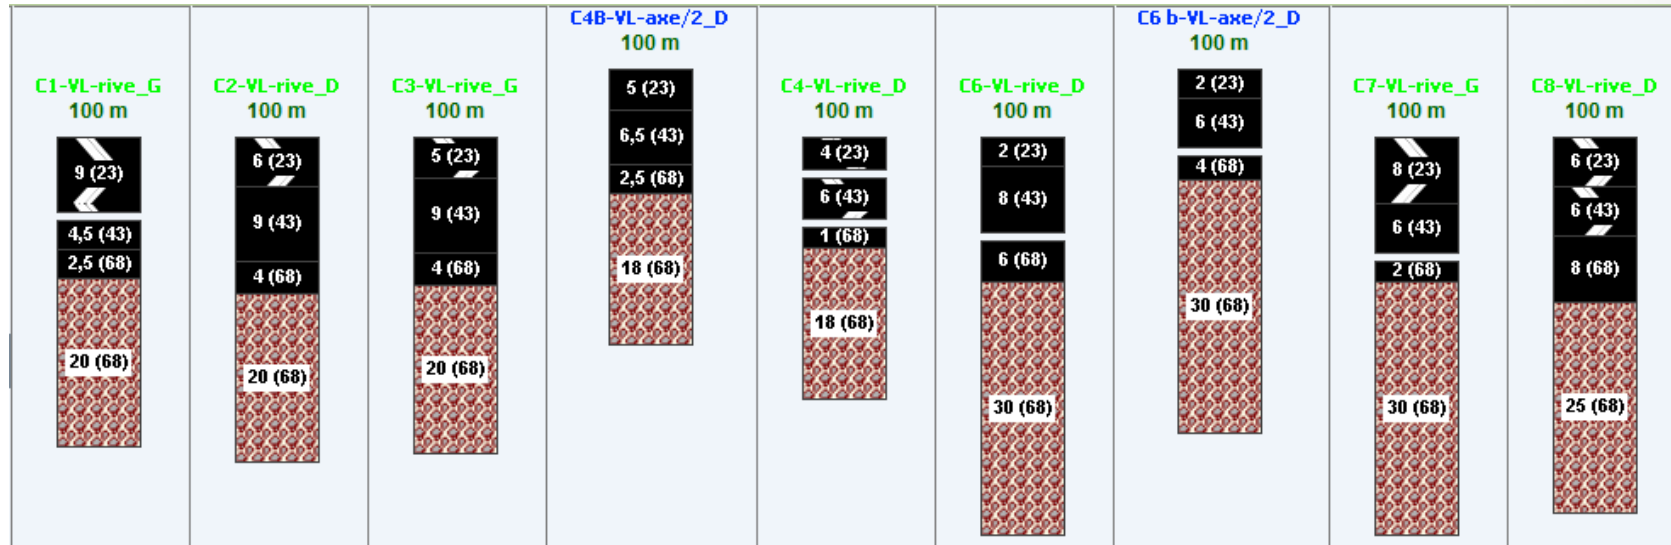 C1-VL-rive_G
100 m
9 (23)
4,5 (43)
2,5 (68)
20 (68)
C2-VL-rive_D
100 m
6 (23)
9 (43)
4 (68)
20 (68)
C3-VL-rive_G
100 m
5 (23)
9 (43)
4 (68)
20 (68)
C4B-VL-axe/2_D
100 m
5 (23)
6,5 (43)
2,5 (68)
18 (68)
C4-VL-rive_D
100 m
4 (23)
6 (43)
1 (68)
18 (68)
C6-VL-rive_D
100 m
2 (23)
8 (43)
6 (68)
30 (68)
C6 b-VL-axe/2_D
100 m
2 (23)
6 (43)
4 (68)
30 (68)
C7-VL-rive_G
100 m
8 (23)
6 (43)
2 (68)
30 (68)
C8-VL-rive_D
100 m
6 (23)
6 (43)
8 (68)
25 (68)